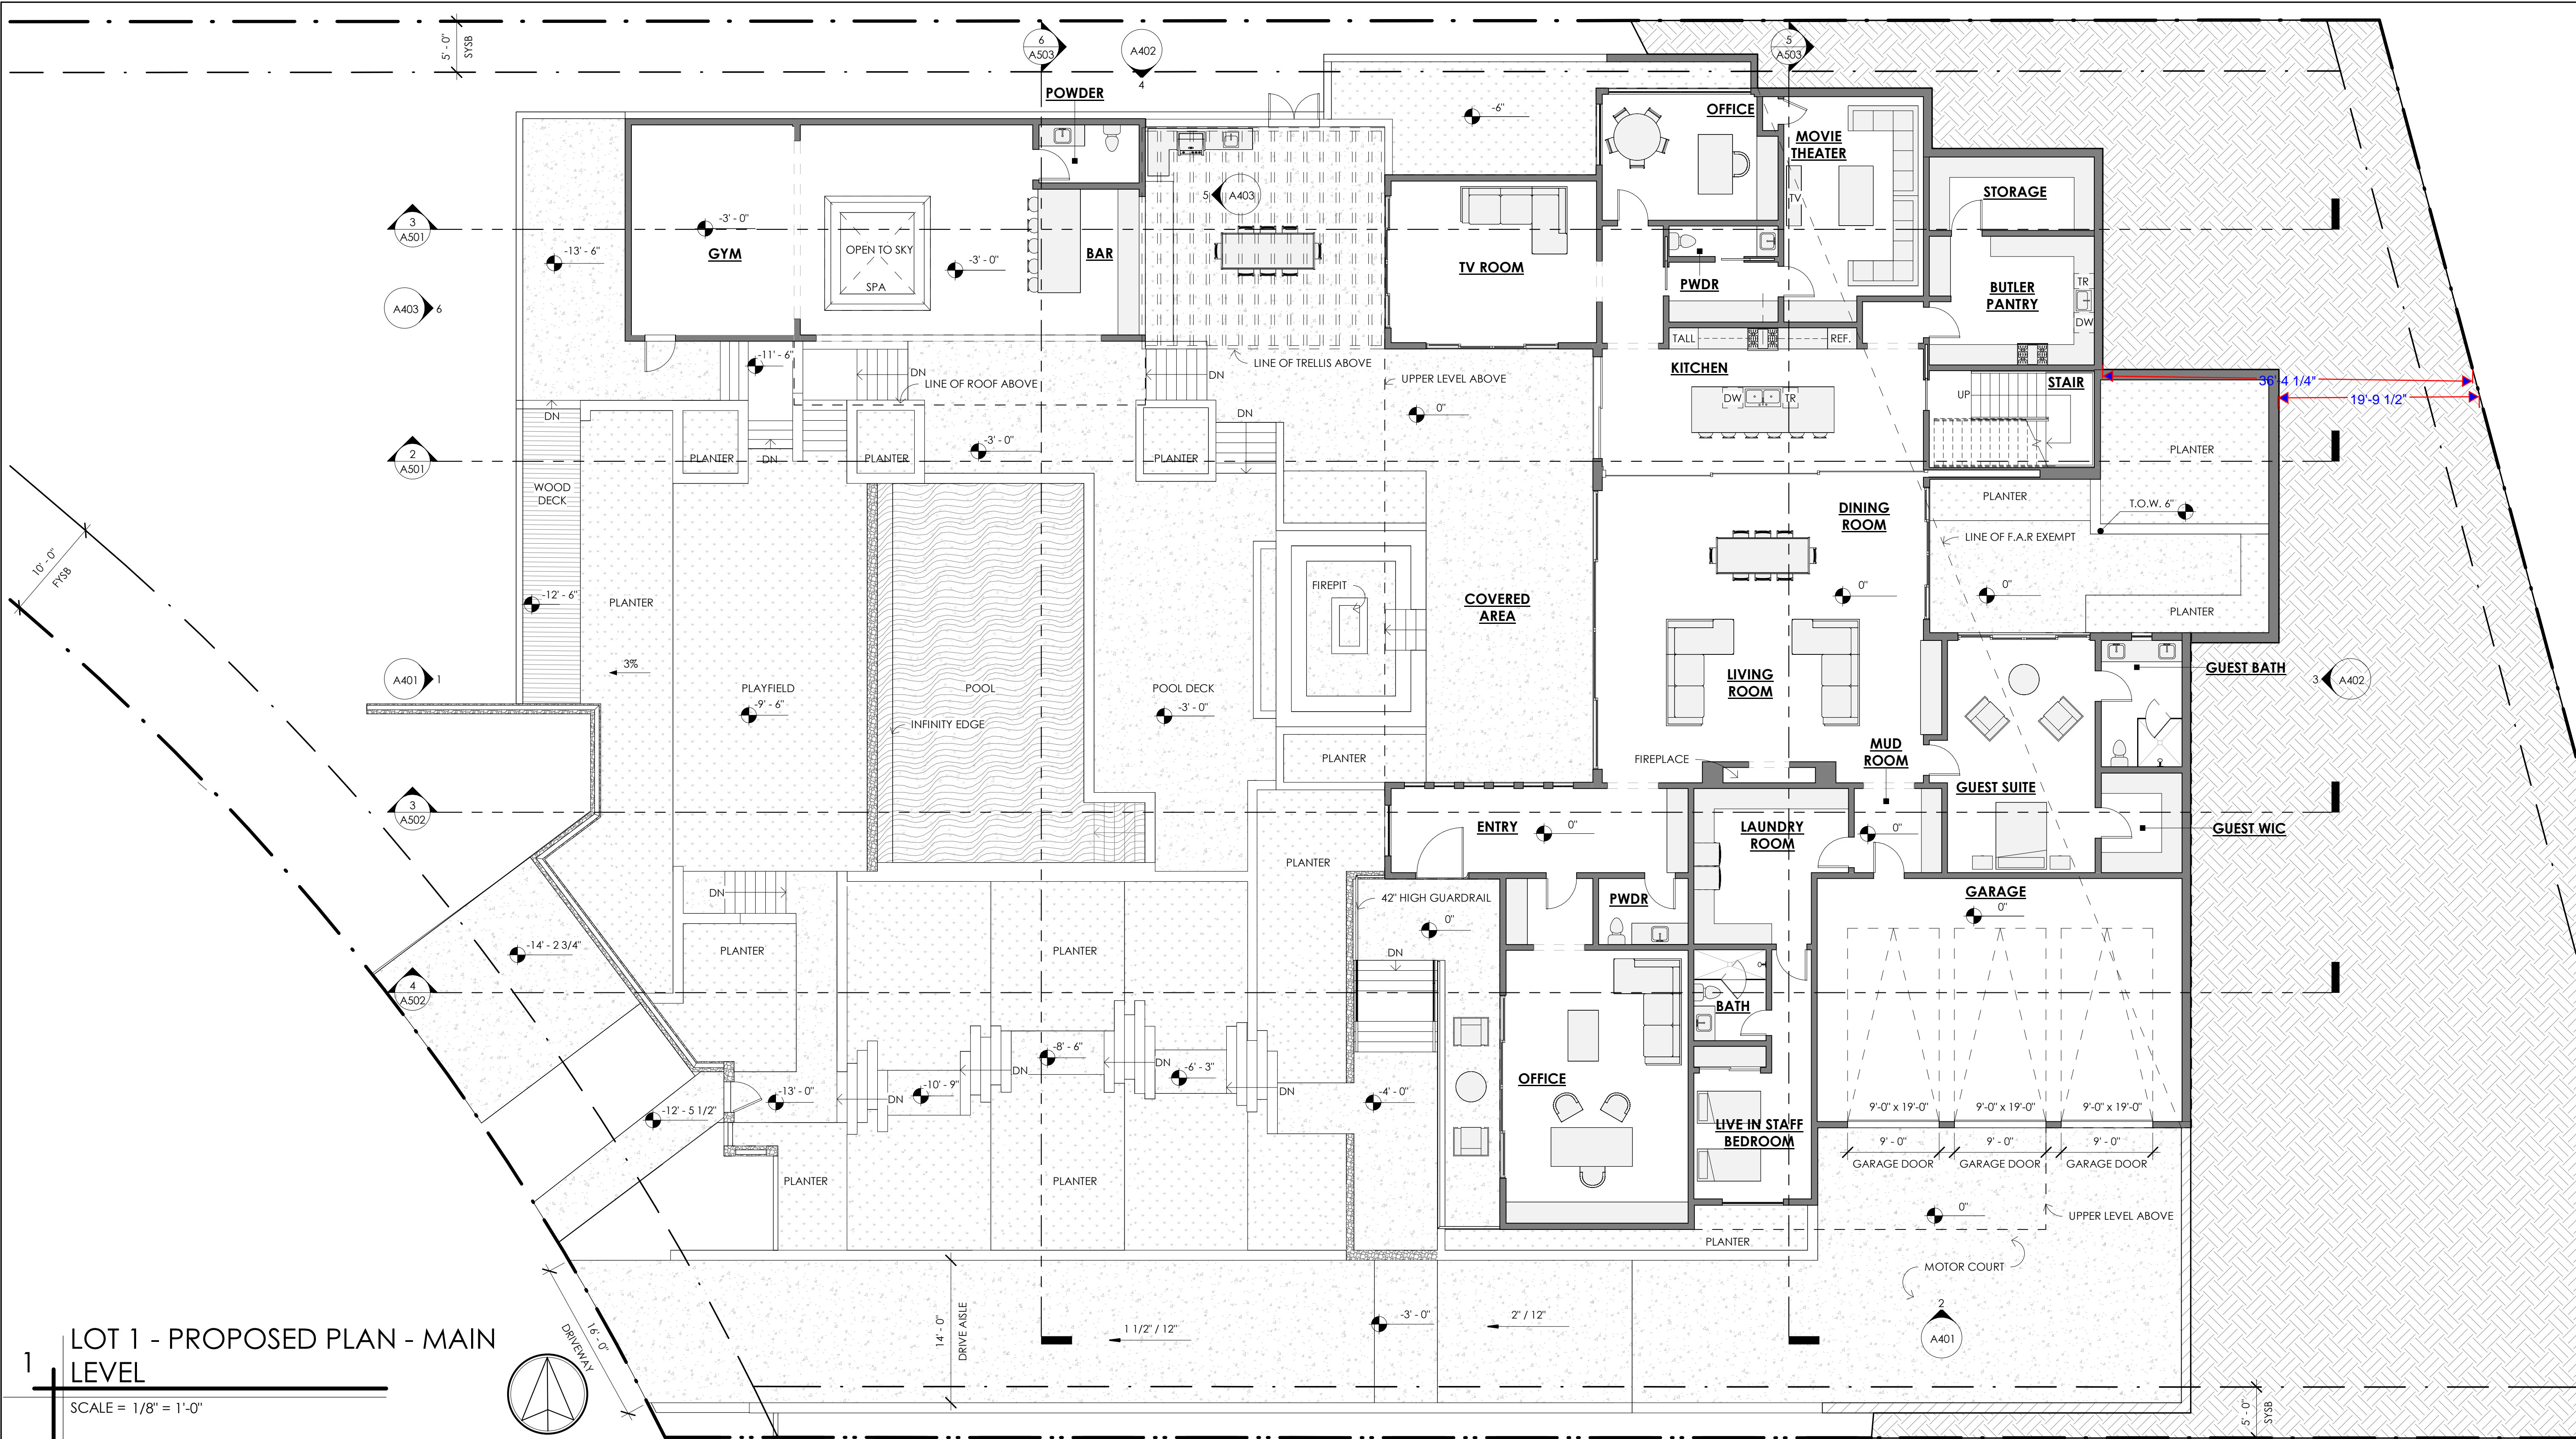 5' - 0"
SYSB
6
A503
A402
4
5
A503
POWDER
-6"
OFFICE
MOVIE
THEATER
STORAGE
5
A403
TV
3
A501
-3' - 0"
-13' - 6"
OPEN TO SKY
GYM
BAR
-3' - 0"
SPA
TV ROOM
PWDR
PWDR
BUTLER
PANTRY
TR
DW
A403
6
TALL
REF.
-11' - 6"
DN
DN
LINE OF TRELLIS ABOVE
LINE OF ROOF ABOVE
UPPER LEVEL ABOVE
KITCHEN
STAIR
UP
36'-4 1/4"
19'-9 1/2"
DN
DN
0"
DW
TR
-3' - 0"
2
A501
PLANTER
DN
PLANTER
PLANTER
PLANTER
WOOD
DECK
PLANTER
T.O.W. 6"
DINING
ROOM
LINE OF F.A.R EXEMPT
10' - 0"
FYSB
FIREPIT
-12' - 6"
PLANTER
COVERED
AREA
0"
0"
PLANTER
3%
A401
1
GUEST BATH
3
A402
PLAYFIELD
-9' - 6"
POOL
POOL DECK
-3' - 0"
LIVING
ROOM
INFINITY EDGE
PLANTER
FIREPLACE
MUD
ROOM
GUEST SUITE
3
A502
ENTRY
0"
LAUNDRY
ROOM
0"
GUEST WIC
PLANTER
DN
42" HIGH GUARDRAIL
0"
PWDR
GARAGE
0"
-14' - 2 3/4"
PLANTER
PLANTER
DN
4
A502
BATH
-8' - 6"
DN
DN
-6' - 3"
OFFICE
-13' - 0"
-10' - 9"
DN
DN
-4' - 0"
-12' - 5 1/2"
9'-0" x 19'-0"
9'-0" x 19'-0"
9'-0" x 19'-0"
LIVE IN STAFF
BEDROOM
9' - 0"
9' - 0"
9' - 0"
GARAGE DOOR
GARAGE DOOR
GARAGE DOOR
PLANTER
PLANTER
0"
UPPER LEVEL ABOVE
PLANTER
MOTOR COURT
2
A401
16' - 0"
DRIVEWAY
14' - 0"
DRIVE AISLE
-3' - 0"
1 1/2" / 12"
2" / 12"
5' - 0"
SYSB
1
LOT 1 - PROPOSED PLAN - MAIN
LEVEL
SCALE = 1/8" = 1'-0"